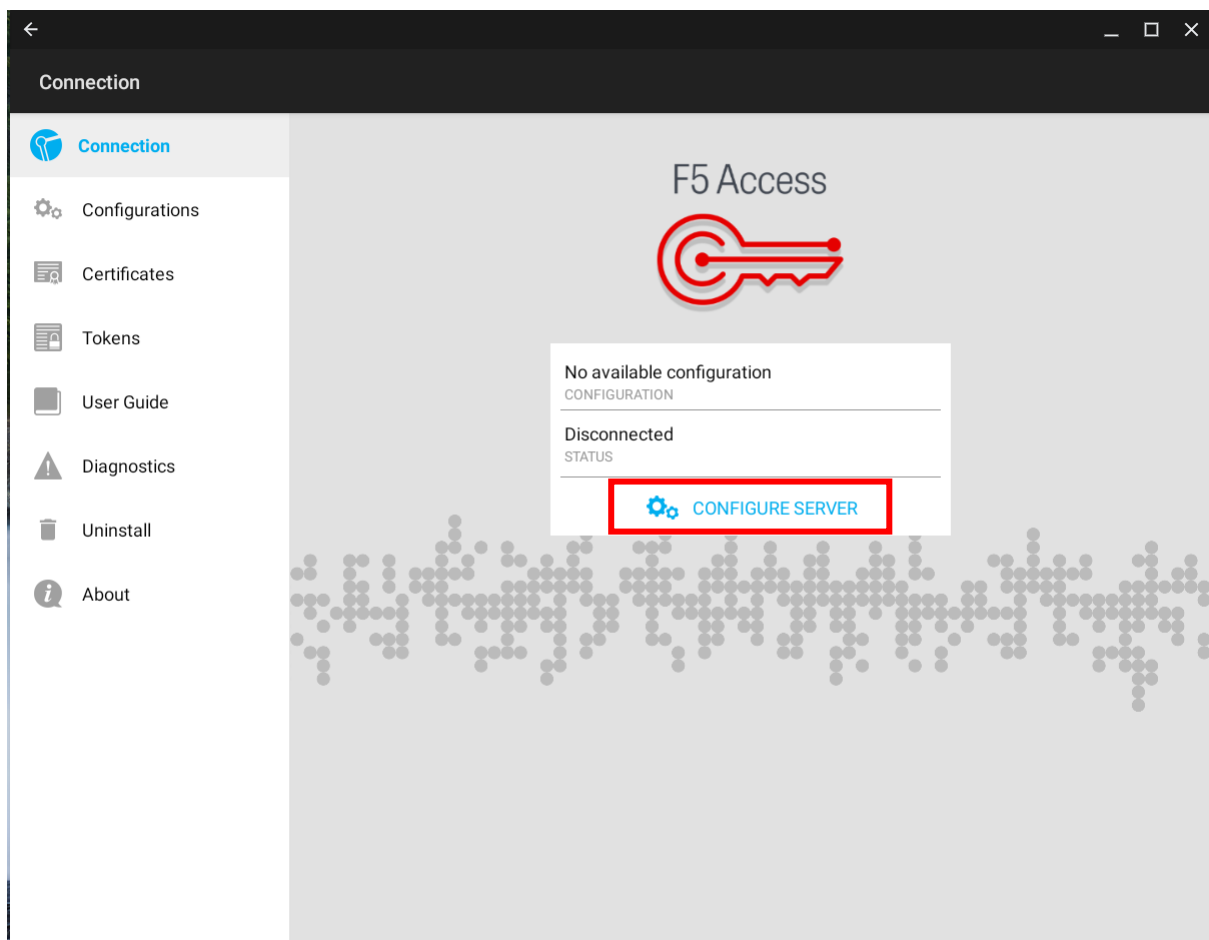 Connection
Connection
Configurations
Certificates
Tokens
User Guide
Diagnostics
Uninstall
About
F5 Access
No available configuration
CONFIGURATION
Disconnected
STATUS
CONFIGURE SERVER